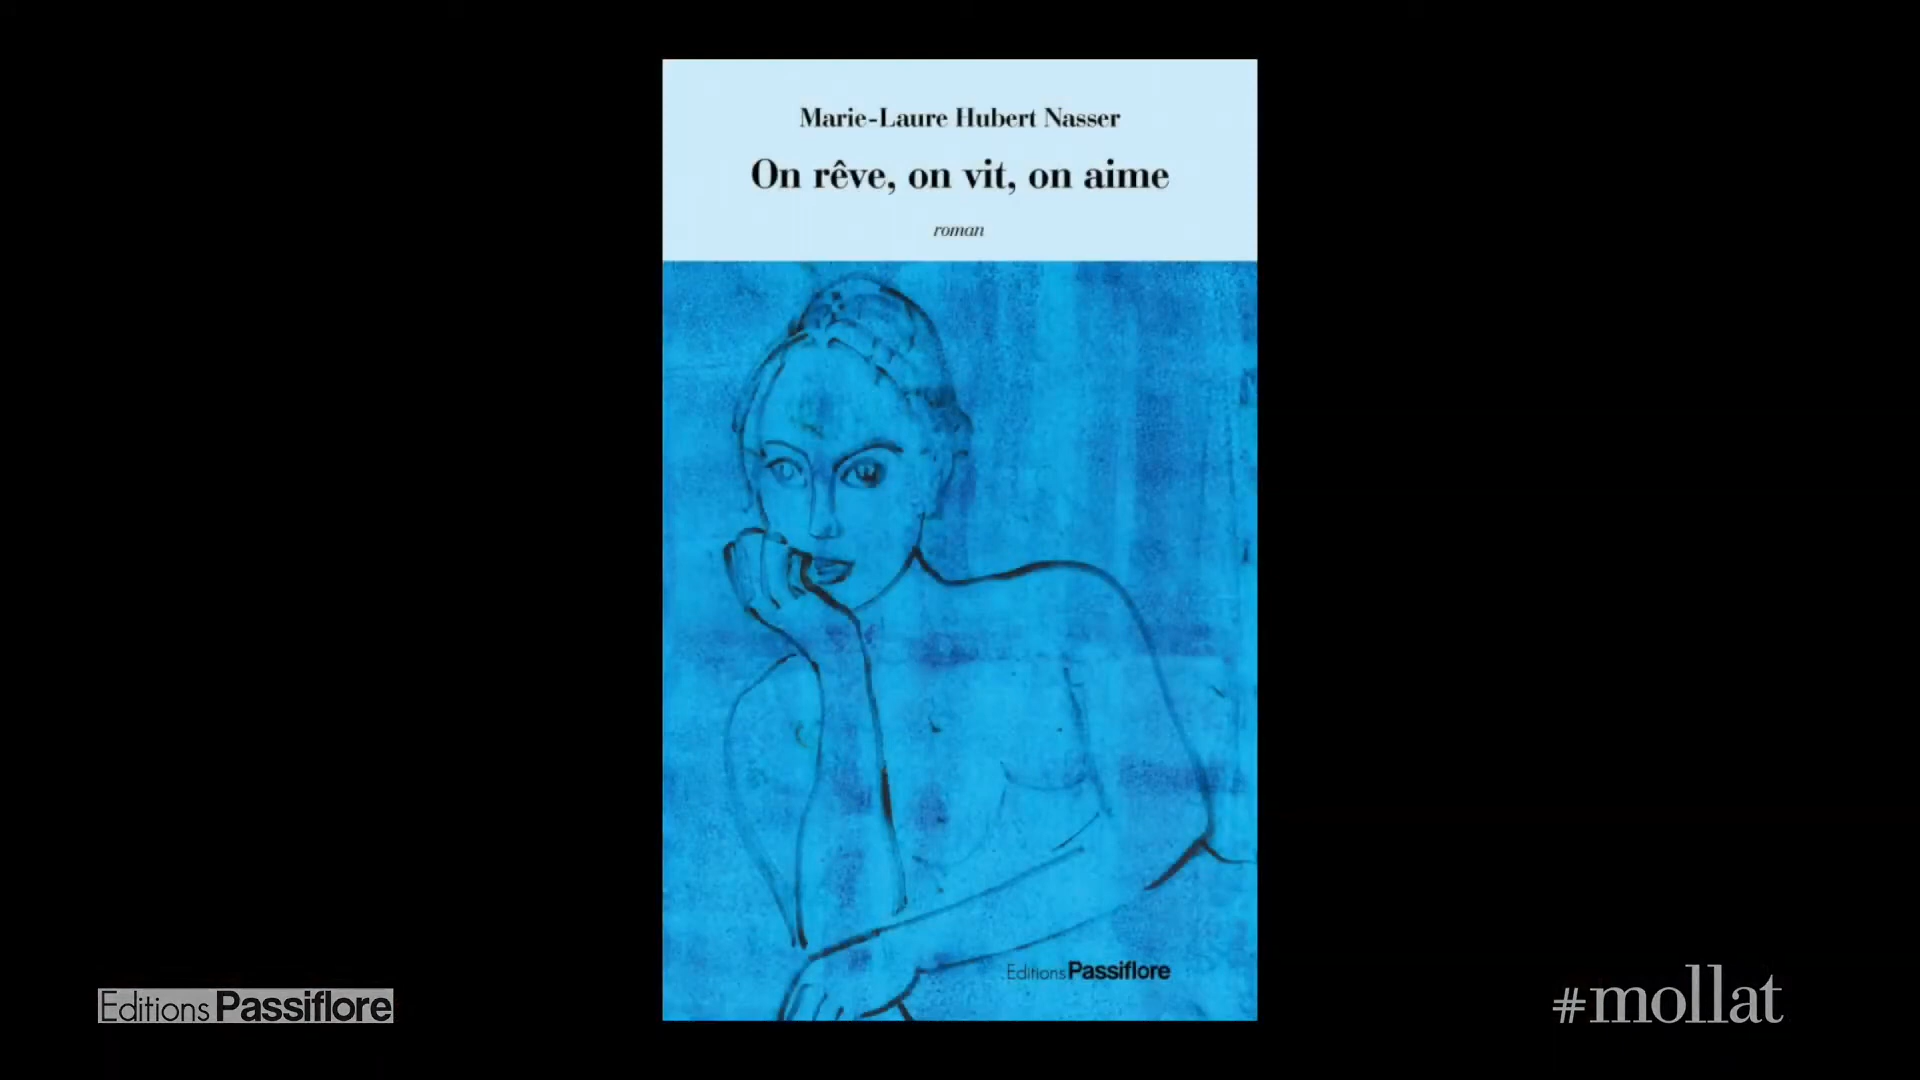 Marie-Laure Hubert Nasser
On rêve, on vit, on aime
roman
Editions Passiflore
Editions Passiflore
#mollat